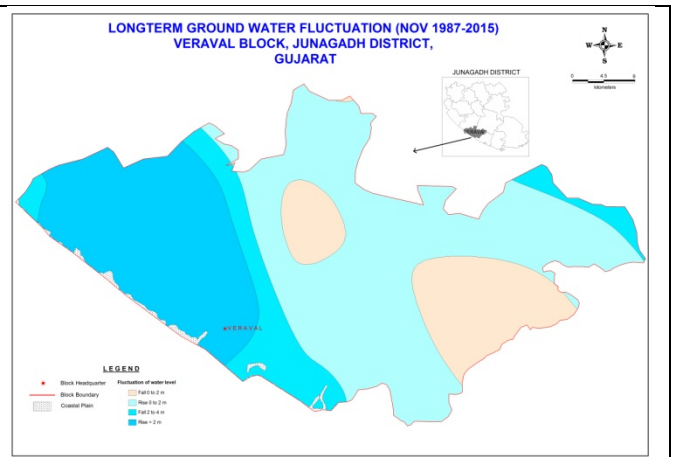 LONGTERM GROUND WATER FLUCTUATION (NOV 1987-2015)
VERAVAL BLOCK, JUNAGADH DISTRICT,
GUJARAT
N
W E
S
0 4.5 9
kilometers
JUNAGADH DISTRICT
VERAVAL
LEGEND
Block Headquarter
Block Boundary
Coastal Plain
Fluctuation of water level
Fall 0 to 2 m
Rise 0 to 2 m
Fall 2 to 4 m
Rise > 2 m